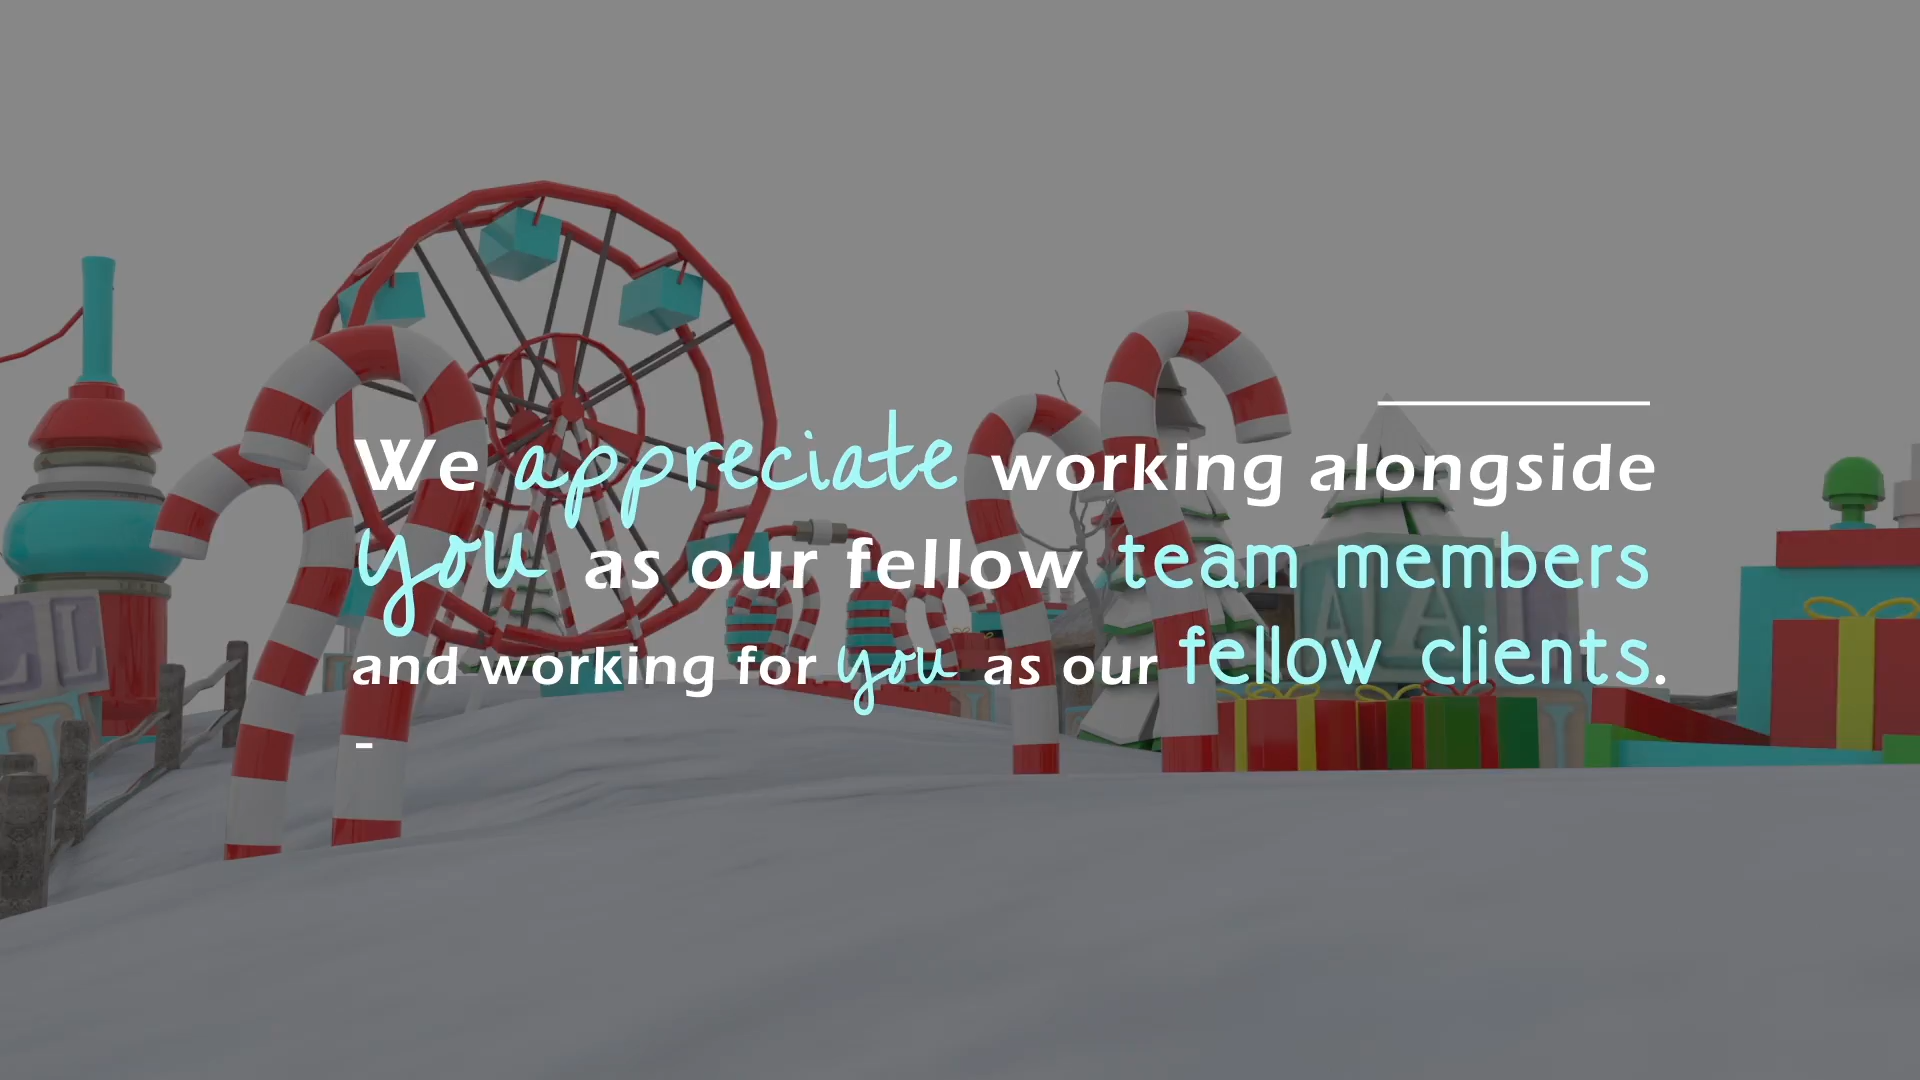 We appreciate working alongside
you as our fellow team members
and working for you as our fellow clients.
-